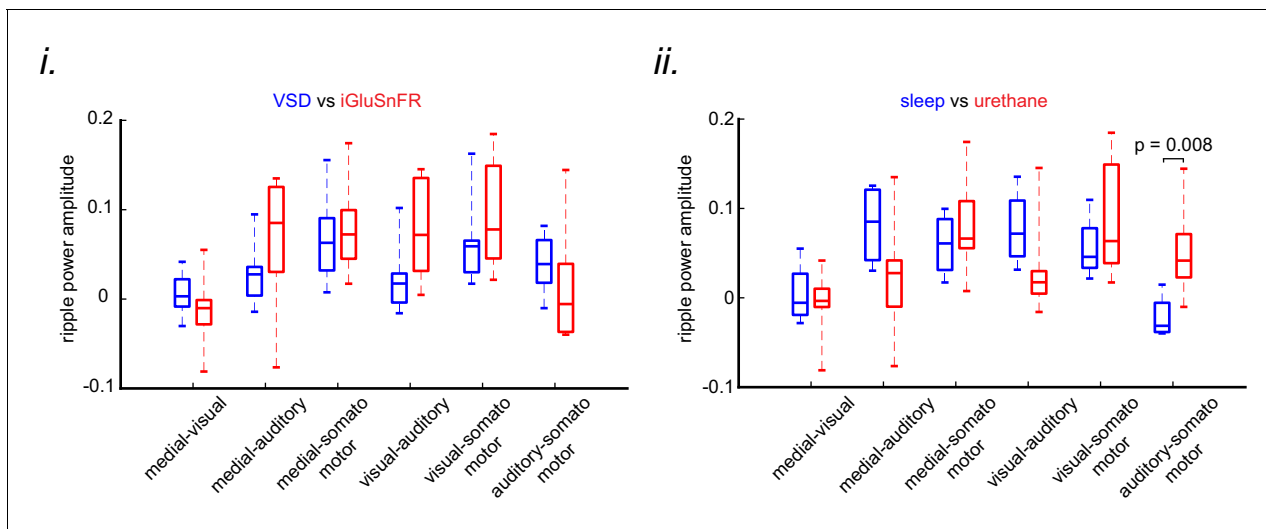 i.
VSD vs iGluSnFR
ripple power amplitude
0.2
0.1
0
-0.1
medial-visual
medial-auditory
medial-somato
motor
visual-auditory
visual-somato
motor
auditory-somato
motor
ii.
sleep vs urethane
p = 0.008
ripple power amplitude
0.2
0.1
0
-0.1
medial-visual
medial-auditory
medial-somato
motor
visual-auditory
visual-somato
motor
auditory-somato
motor